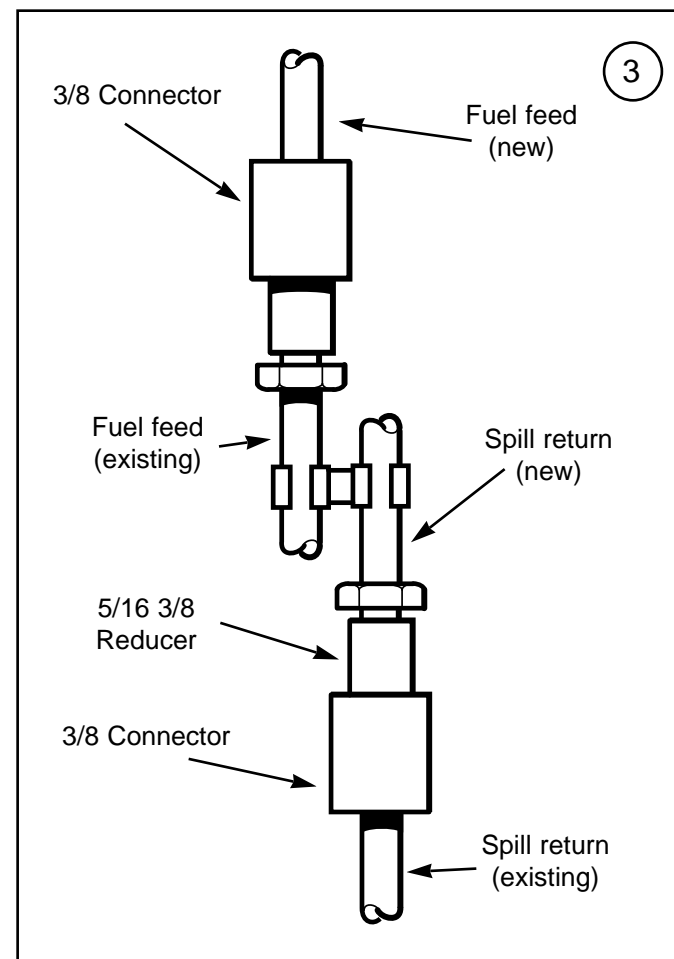 3
3/8 Connector
Fuel feed
(new)
Fuel feed
(existing)
Spill return
(new)
5/16 3/8
Reducer
3/8 Connector
Spill return
(existing)